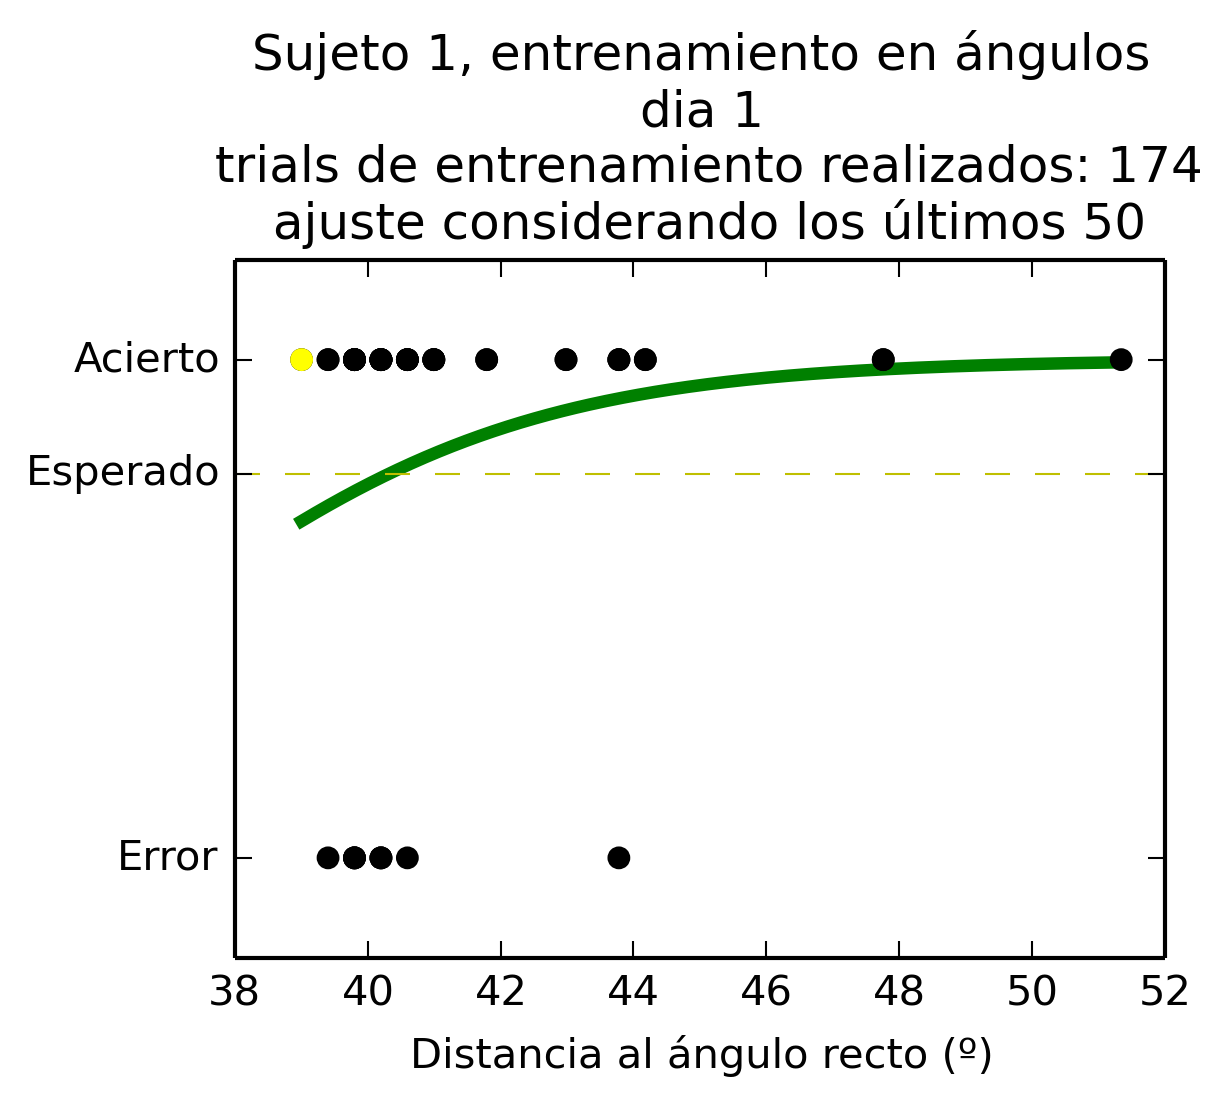 Sujeto 1, entrenamiento en ángulos
dia 1
trials de entrenamiento realizados: 174
ajuste considerando los últimos 50
Acierto
Esperado
Error
38 40 42 44 46 48 50 52
Distancia al ángulo recto (º)